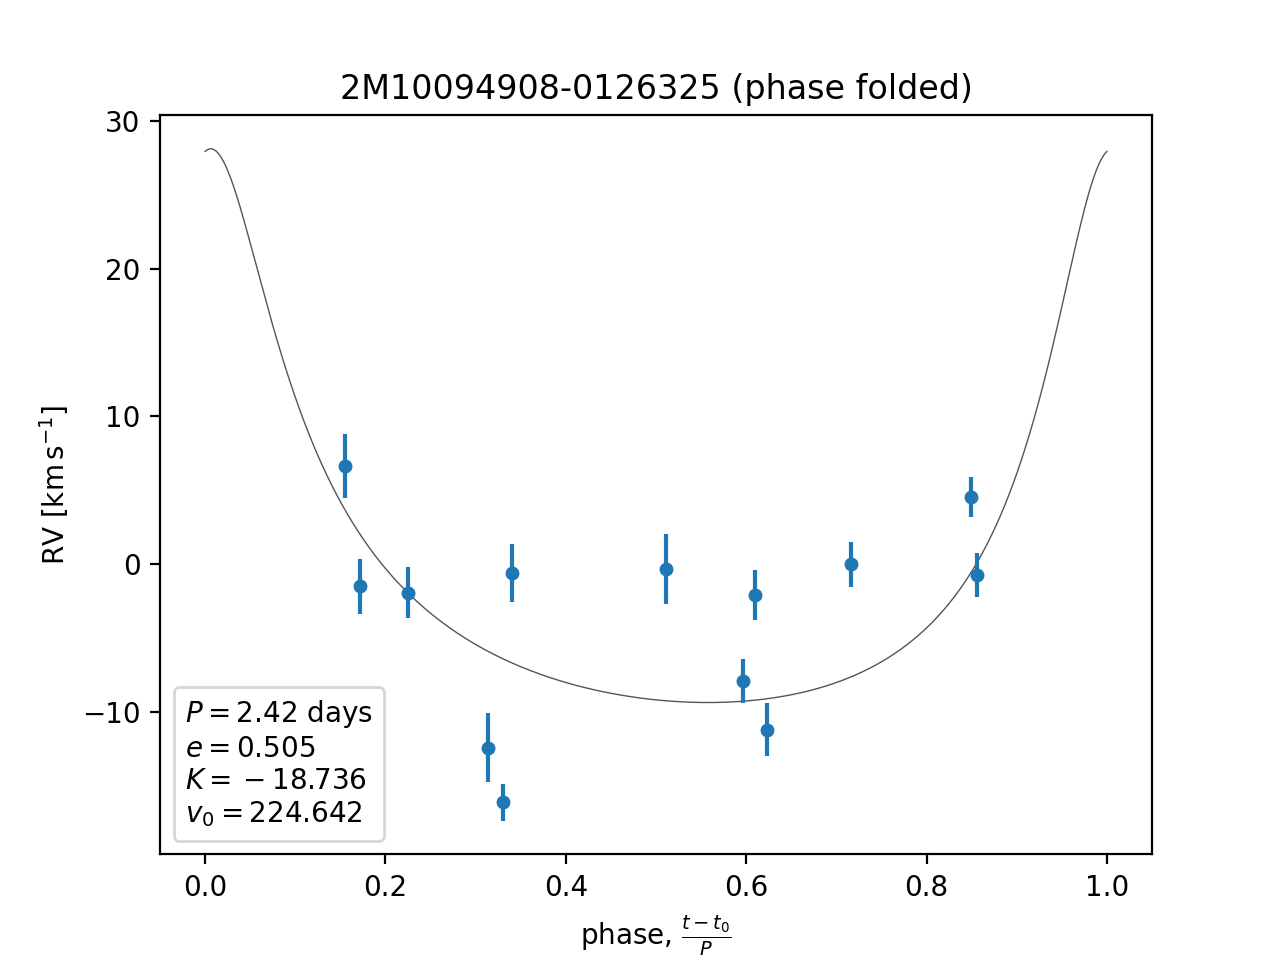 2M10094908-0126325 (phase folded)
30
20
10
0
−10
RV [km s⁻¹]
P = 2.42 days
e = 0.505
K = −18.736
v₀ = 224.642
0.0 0.2 0.4 0.6 0.8 1.0
phase, (t − t₀)/P